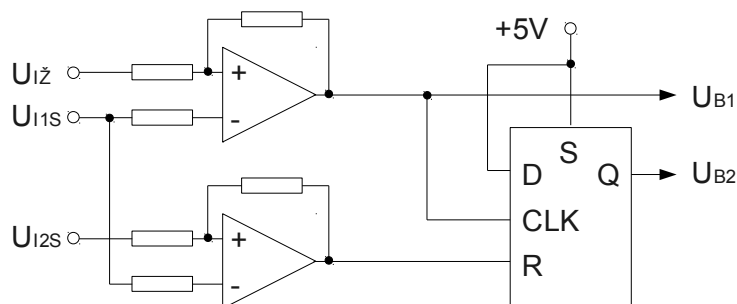 +5V
UIŽ
+
UI1S
-
UB1
S
D
Q
UB2
CLK
UI2S
+
R
-